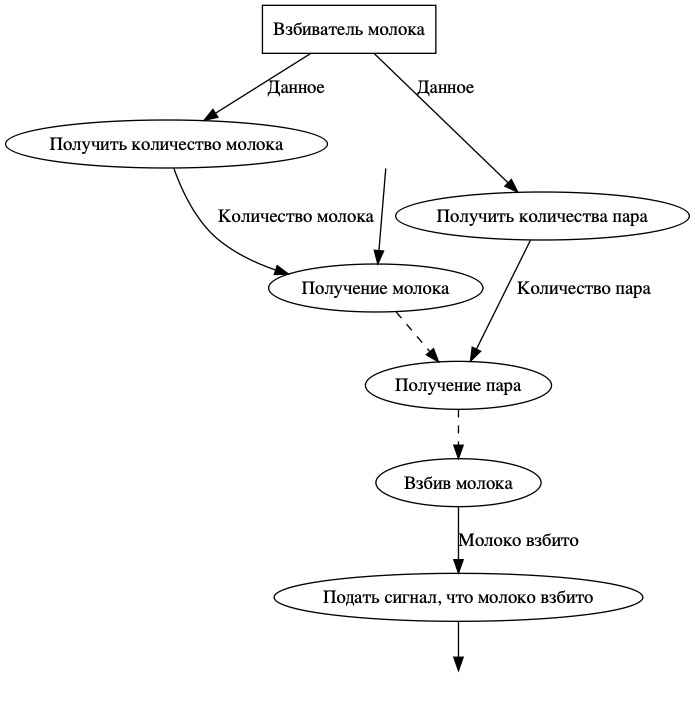 Взбиватель молока
Данное
Данное
Получить количество молока
Количество молока
Получить количества пара
Получение молока
Количество пара
Получение пара
Взбив молока
Молоко взбито
Подать сигнал, что молоко взбито